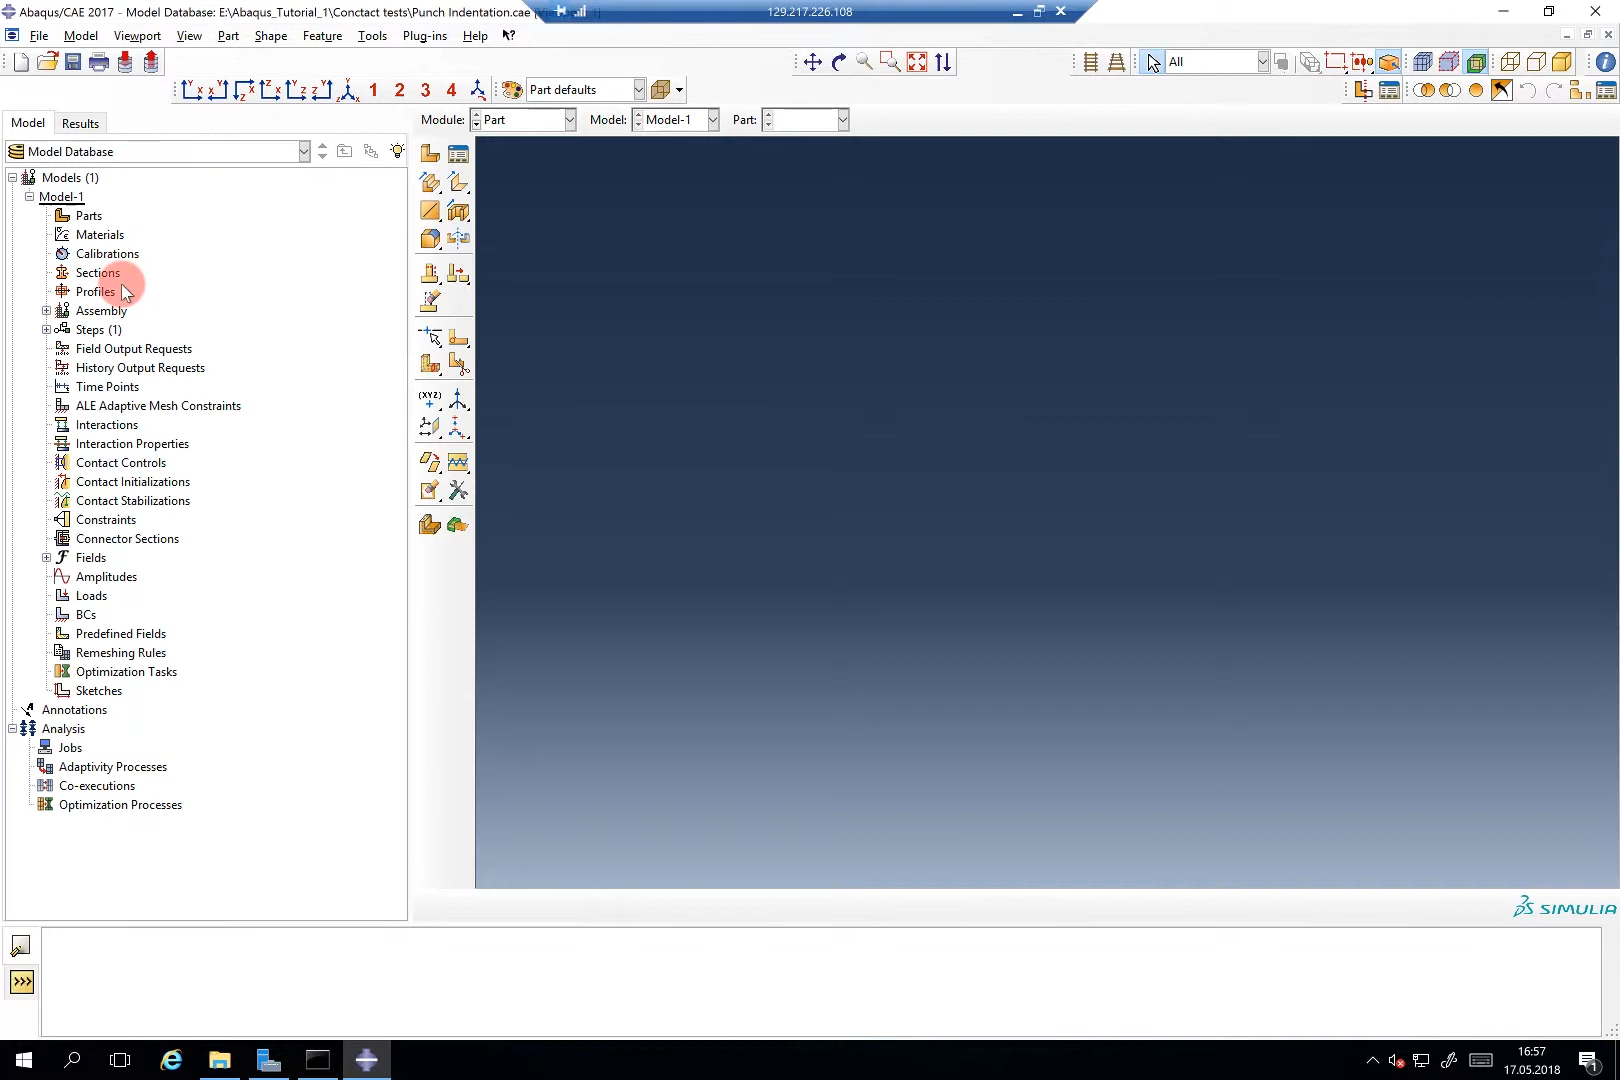 Abaqus/CAE 2017 - Model Database: E:\Abaqus_Tutorial_1\Conctact tests\Punch Indentation.cae
129.217.226.108
File Model Viewport View Part Shape Feature Tools Plug-ins Help
All
1 2 3 4
Part defaults
Model Results
Module: Part Model: Model-1 Part:
Model Database
Models (1)
Model-1
Parts
Materials
Calibrations
Sections
Profiles
Assembly
Steps (1)
Field Output Requests
History Output Requests
Time Points
ALE Adaptive Mesh Constraints
Interactions
Interaction Properties
Contact Controls
Contact Initializations
Contact Stabilizations
Constraints
Connector Sections
Fields
Amplitudes
Loads
BCs
Predefined Fields
Remeshing Rules
Optimization Tasks
Sketches
Annotations
Analysis
Jobs
Adaptivity Processes
Co-executions
Optimization Processes
(XYZ)
SIMULIA
>>>
16:57
17.05.2018
1